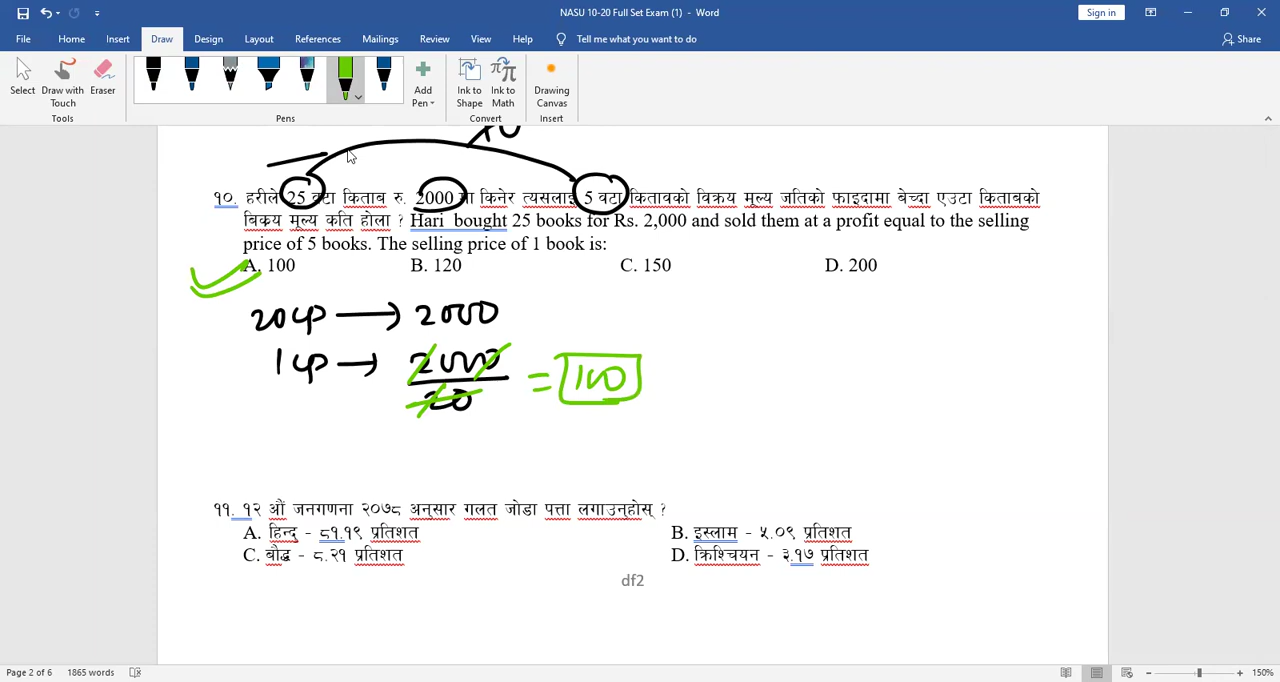 NASU 10-20 Full Set Exam (1) - Word
Sign in
File Home Insert Draw Design Layout References Mailings Review View Help Tell me what you want to do Share
Select Draw with Touch Eraser Add Pen Ink to Shape Ink to Math Drawing Canvas
Tools Pens Convert Insert
१०. हरीले 25 वटा किताब रु. 2000 मा किनेर त्यसलाइ 5 वटा कितावको विक्रय मूल्य जतिको फाइदामा बेच्दा एउटा किताबको
बिकय मूल्य कति होला ? Hari bought 25 books for Rs. 2,000 and sold them at a profit equal to the selling
price of 5 books. The selling price of 1 book is:
A. 100 B. 120 C. 150 D. 200
20 → 2000
1 → 2000
20 = 100
११. १२ औं जनगणना २०७८ अनुसार गलत जोडा पत्ता लगाउनुहोस् ?
A. हिन्दु - ८१.१९ प्रतिशत B. इस्लाम - ५.०९ प्रतिशत
C. बौद्ध - ८.२१ प्रतिशत D. क्रिश्चियन - ३.१७ प्रतिशत
df2
Page 2 of 6 1865 words 150%